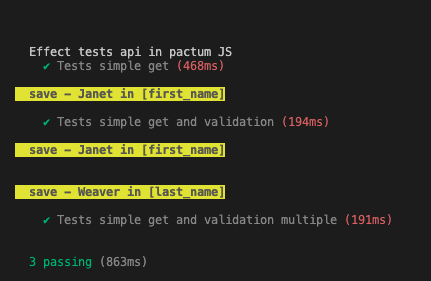 Effect tests api in pactum JS
✔ Tests simple get (468ms)
save – Janet in [first_name]
✔ Tests simple get and validation (194ms)
save – Janet in [first_name]
save – Weaver in [last_name]
✔ Tests simple get and validation multiple (191ms)
3 passing (863ms)